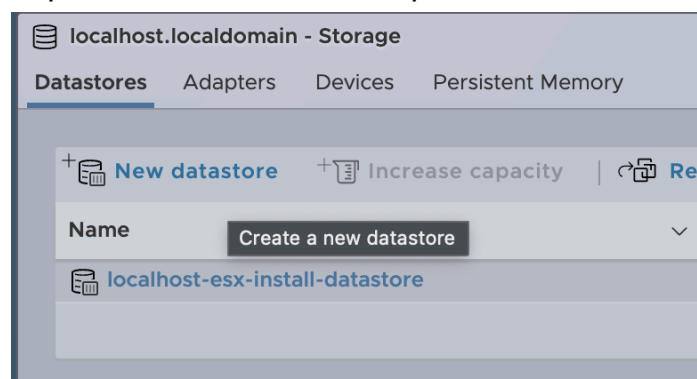 localhost.localdomain - Storage
Datastores Adapters Devices Persistent Memory
New datastore Increase capacity | Re
Name
Create a new datastore
localhost-esx-install-datastore